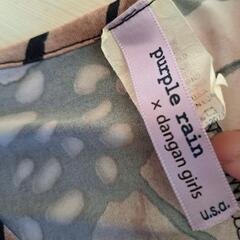 purple rain
x dangan girls
u.s.a.